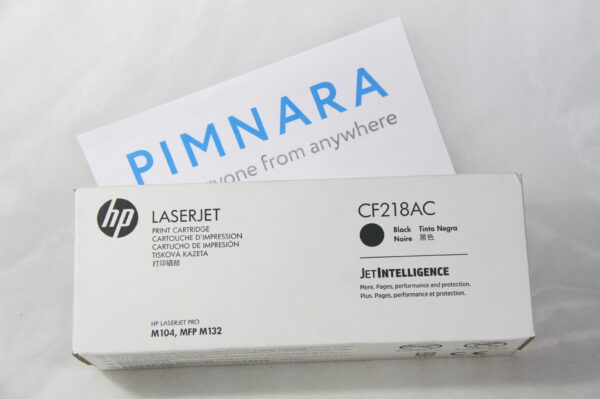 PIMNARA
yone from anywhere
hp
LASERJET
PRINT CARTRIDGE
CARTOUCHE D'IMPRESSION
CARTUCHO DE IMPRESIÓN
TISKOVÁ KAZETA
打印硒鼓
HP LASERJET PRO
M104, MFP M132
CF218AC
Black Tinta Negra
Noire 黑色
JETINTELLIGENCE
More. Pages, performance and protection.
Plus. Pages, performance et protection.